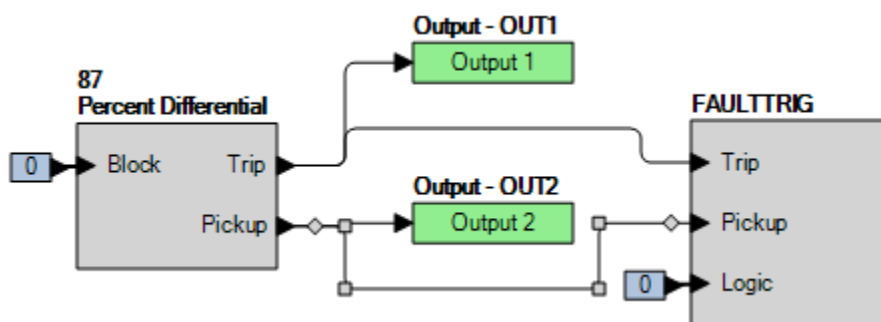 Output - OUT1
Output 1
87
Percent Differential
0
Block
Trip
Pickup
Output - OUT2
Output 2
FAULTTRIG
Trip
Pickup
0
Logic